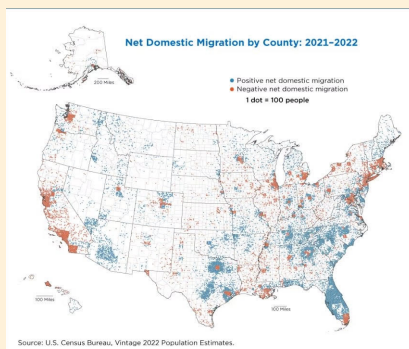 Net Domestic Migration by County: 2021–2022
Positive net domestic migration
Negative net domestic migration
1 dot = 100 people
200 Miles
100 Miles
100 Miles
Source: U.S. Census Bureau, Vintage 2022 Population Estimates.